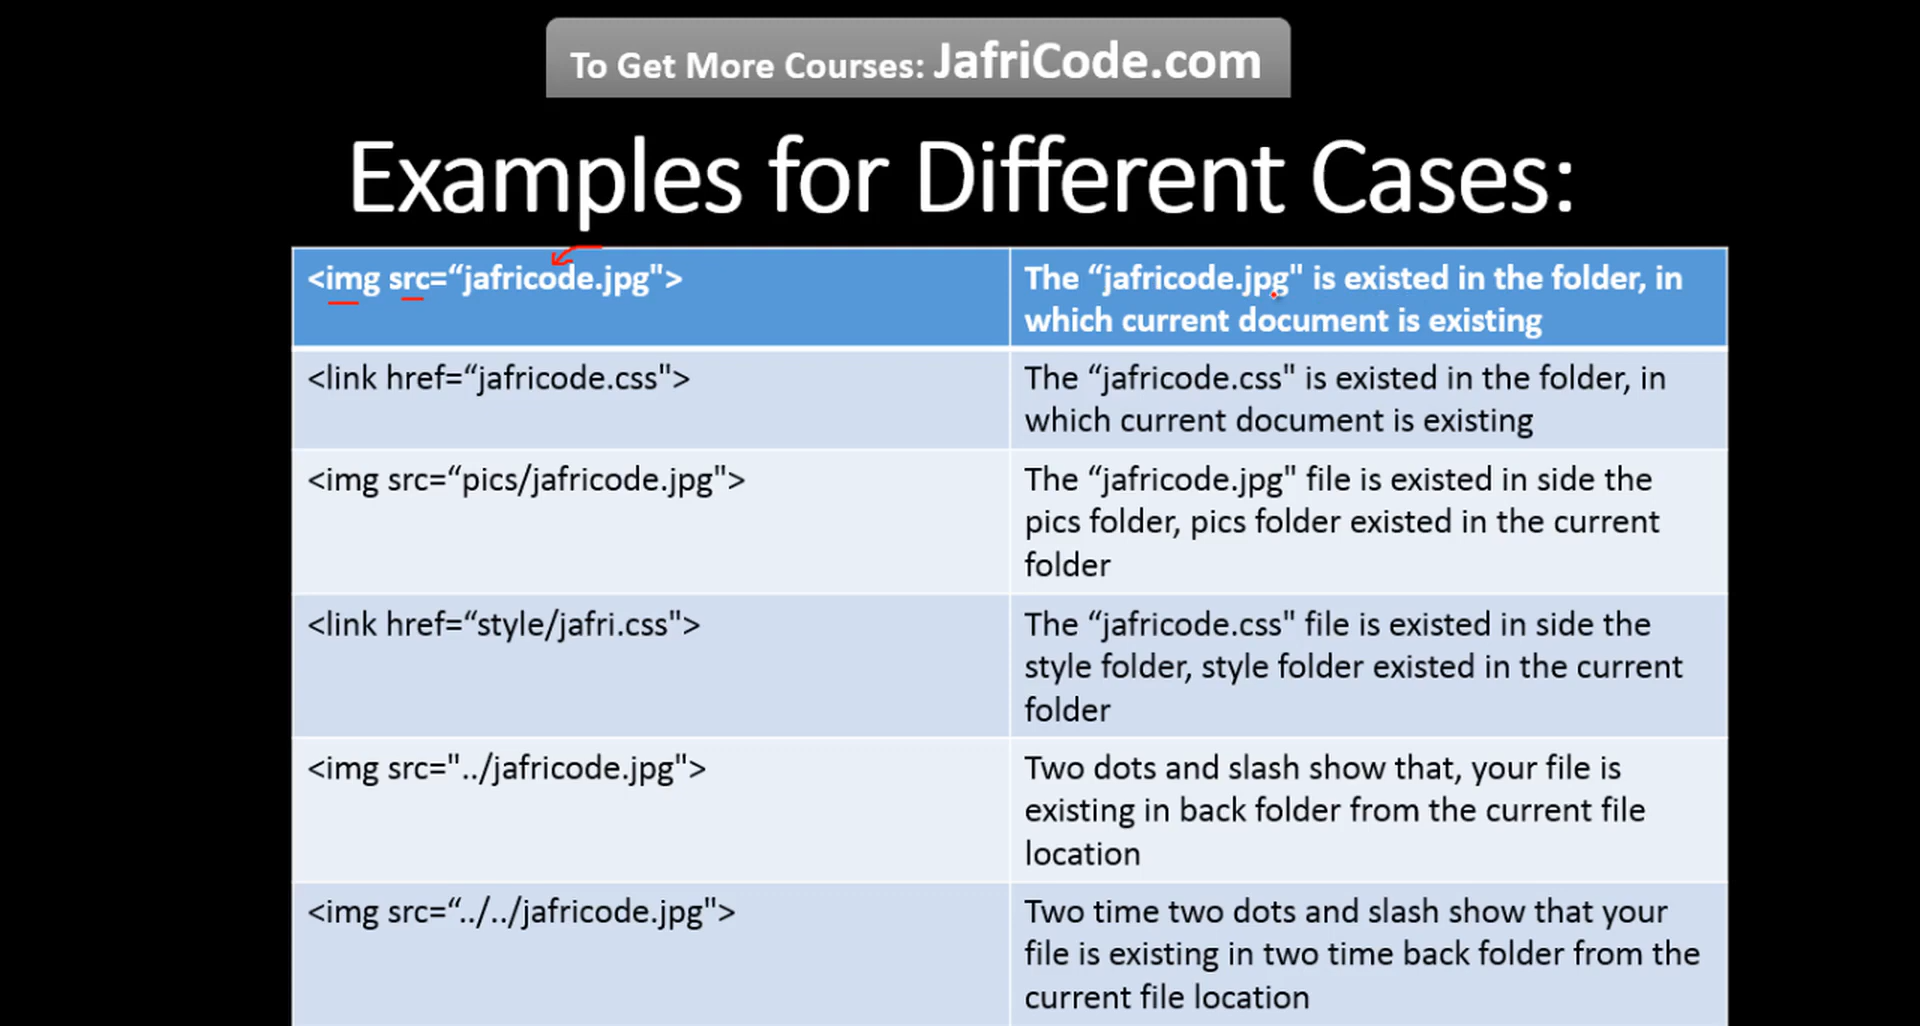 To Get More Courses: JafriCode.com
Examples for Different Cases:
<img src=“jafricode.jpg">
The “jafricode.jpg" is existed in the folder, in
which current document is existing
<link href=“jafricode.css">
The “jafricode.css" is existed in the folder, in
which current document is existing
<img src=“pics/jafricode.jpg">
The “jafricode.jpg" file is existed in side the
pics folder, pics folder existed in the current
folder
<link href=“style/jafri.css">
The “jafricode.css" file is existed in side the
style folder, style folder existed in the current
folder
<img src="../jafricode.jpg">
Two dots and slash show that, your file is
existing in back folder from the current file
location
<img src=“../../jafricode.jpg">
Two time two dots and slash show that your
file is existing in two time back folder from the
current file location